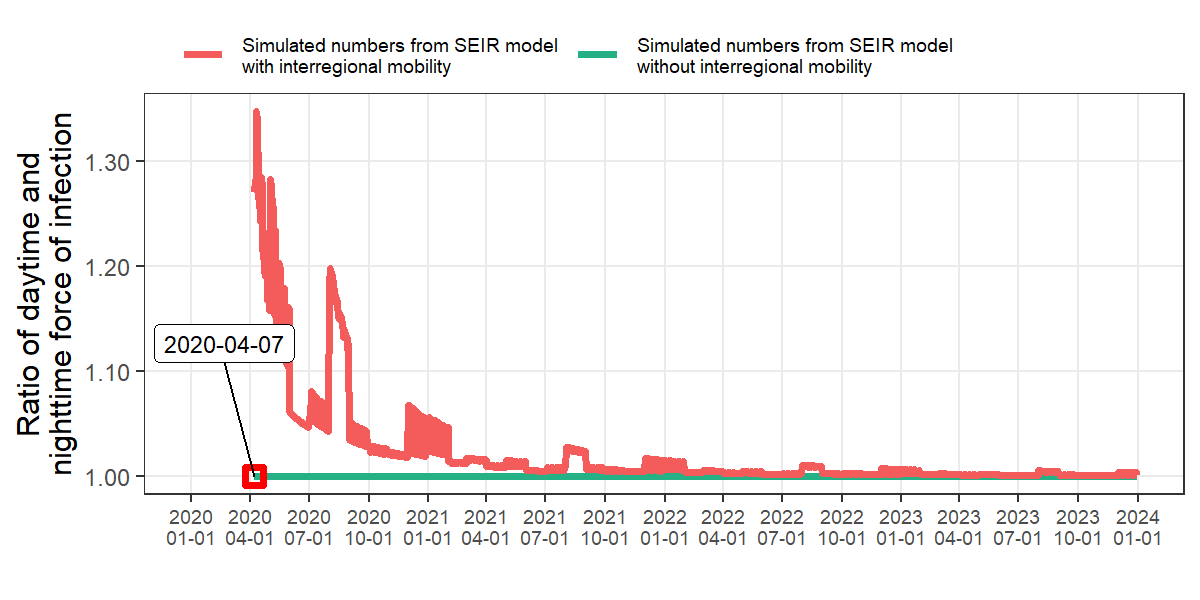 Simulated numbers from SEIR model
with interregional mobility
Simulated numbers from SEIR model
without interregional mobility
Ratio of daytime and
nighttime force of infection
1.30
1.20
1.10
1.00
2020-04-07
2020 2020 2020 2020 2021 2021 2021 2021 2022 2022 2022 2022 2023 2023 2023 2023 2024
01-01 04-01 07-01 10-01 01-01 04-01 07-01 10-01 01-01 04-01 07-01 10-01 01-01 04-01 07-01 10-01 01-01